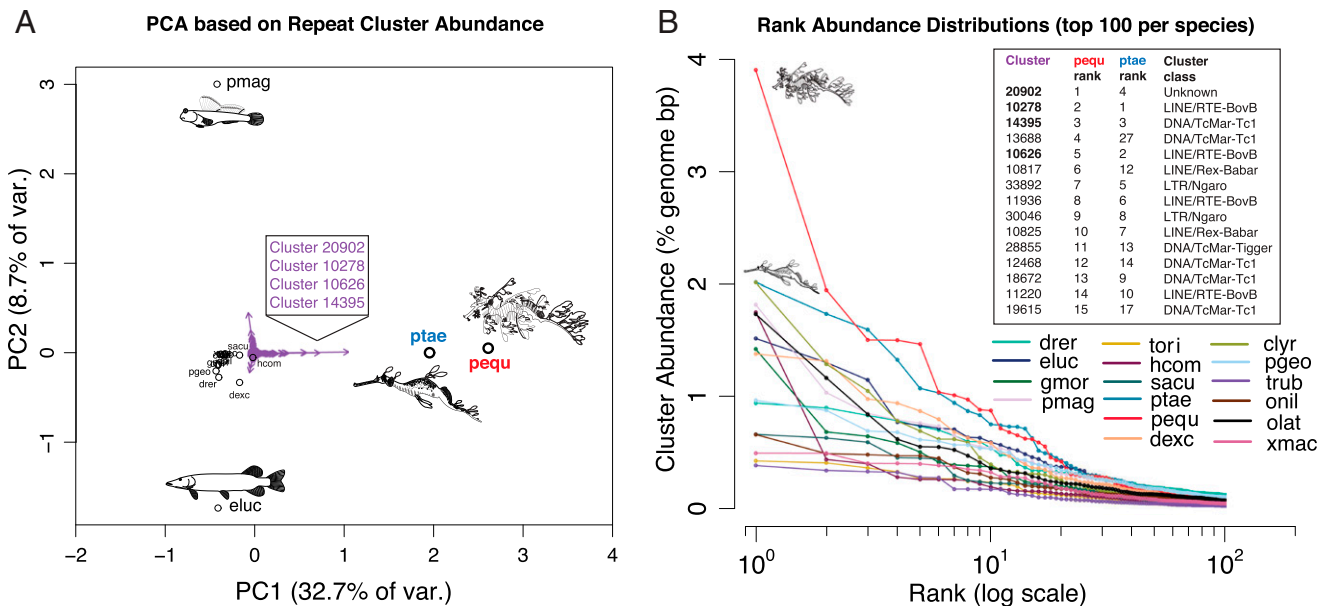 A
PCA based on Repeat Cluster Abundance
PC2 (8.7% of var.)
3
2
1
0
−1
pmag
Cluster 20902
Cluster 10278
Cluster 10626
Cluster 14395
ptae
pequ
sacu
hcom
pgeo
drer
dexc
eluc
−2
−1
0
1
2
3
4
PC1 (32.7% of var.)
B
Rank Abundance Distributions (top 100 per species)
Cluster Abundance (% genome bp)
4
3
2
1
0
Cluster pequ rank ptae rank Cluster class
20902 1 4 Unknown
10278 2 1 LINE/RTE-BovB
14395 3 3 DNA/TcMar-Tc1
13688 4 27 DNA/TcMar-Tc1
10626 5 2 LINE/RTE-BovB
10817 6 12 LINE/Rex-Babar
33892 7 5 LTR/Ngaro
11936 8 6 LINE/RTE-BovB
30046 9 8 LTR/Ngaro
10825 10 7 LINE/Rex-Babar
28855 11 13 DNA/TcMar-Tigger
12468 12 14 DNA/TcMar-Tc1
18672 13 9 DNA/TcMar-Tc1
11220 14 10 LINE/RTE-BovB
19615 15 17 DNA/TcMar-Tc1
drer
eluc
gmor
pmag
tori
hcom
sacu
ptae
pequ
dexc
clyr
pgeo
trub
onil
olat
xmac
10⁰
10¹
10²
Rank (log scale)